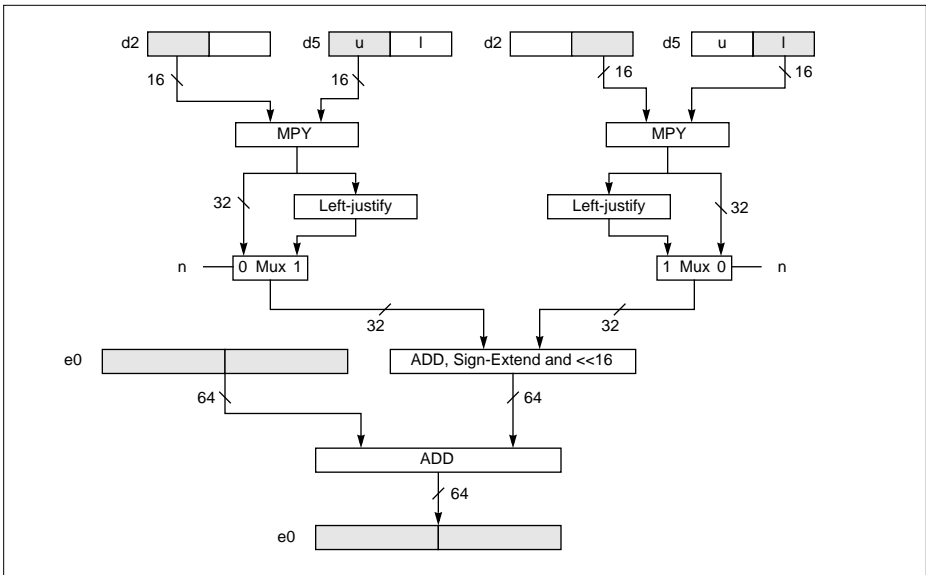 d2 d5 u l d2 d5 u l
16 16 16 16
MPY MPY
32 Left-justify Left-justify 32
n 0 Mux 1 1 Mux 0 n
32 32
e0 ADD, Sign-Extend and <<16
64 64
ADD
64
e0